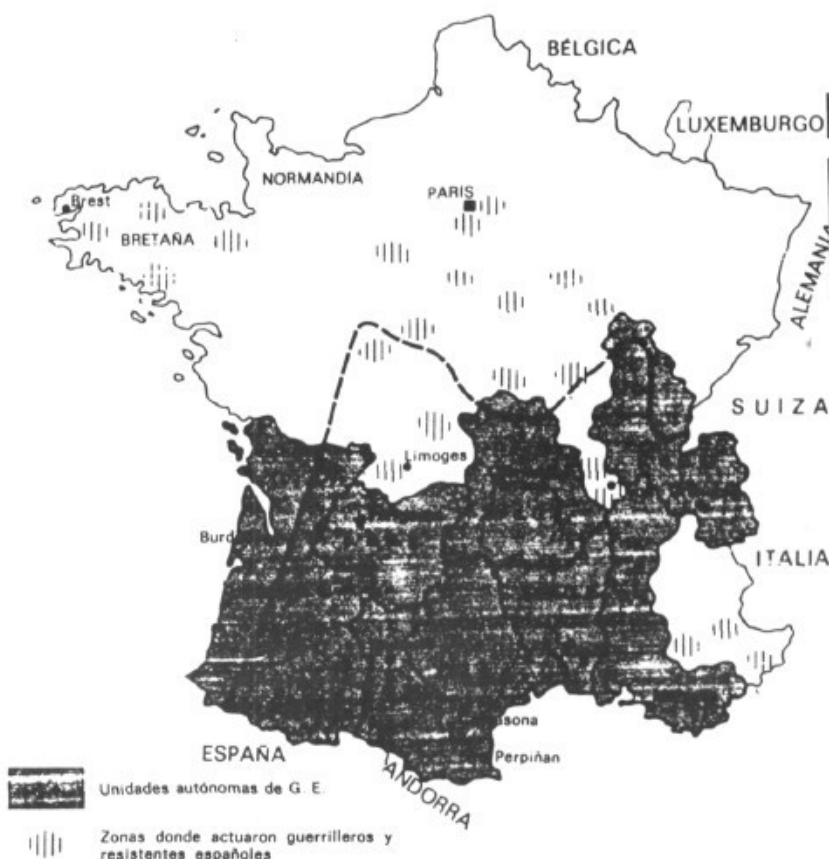 BÉLGICA
LUXEMBURGO
NORMANDIA
PARIS
Brest
BRETAÑA
ALEMANIA
SUIZA
Limoges
ITALIA
Perpiñan
ESPAÑA
ANDORRA
Unidades autónomas de G. E.
Zonas donde actuaron guerrilleros y
resistentes españoles